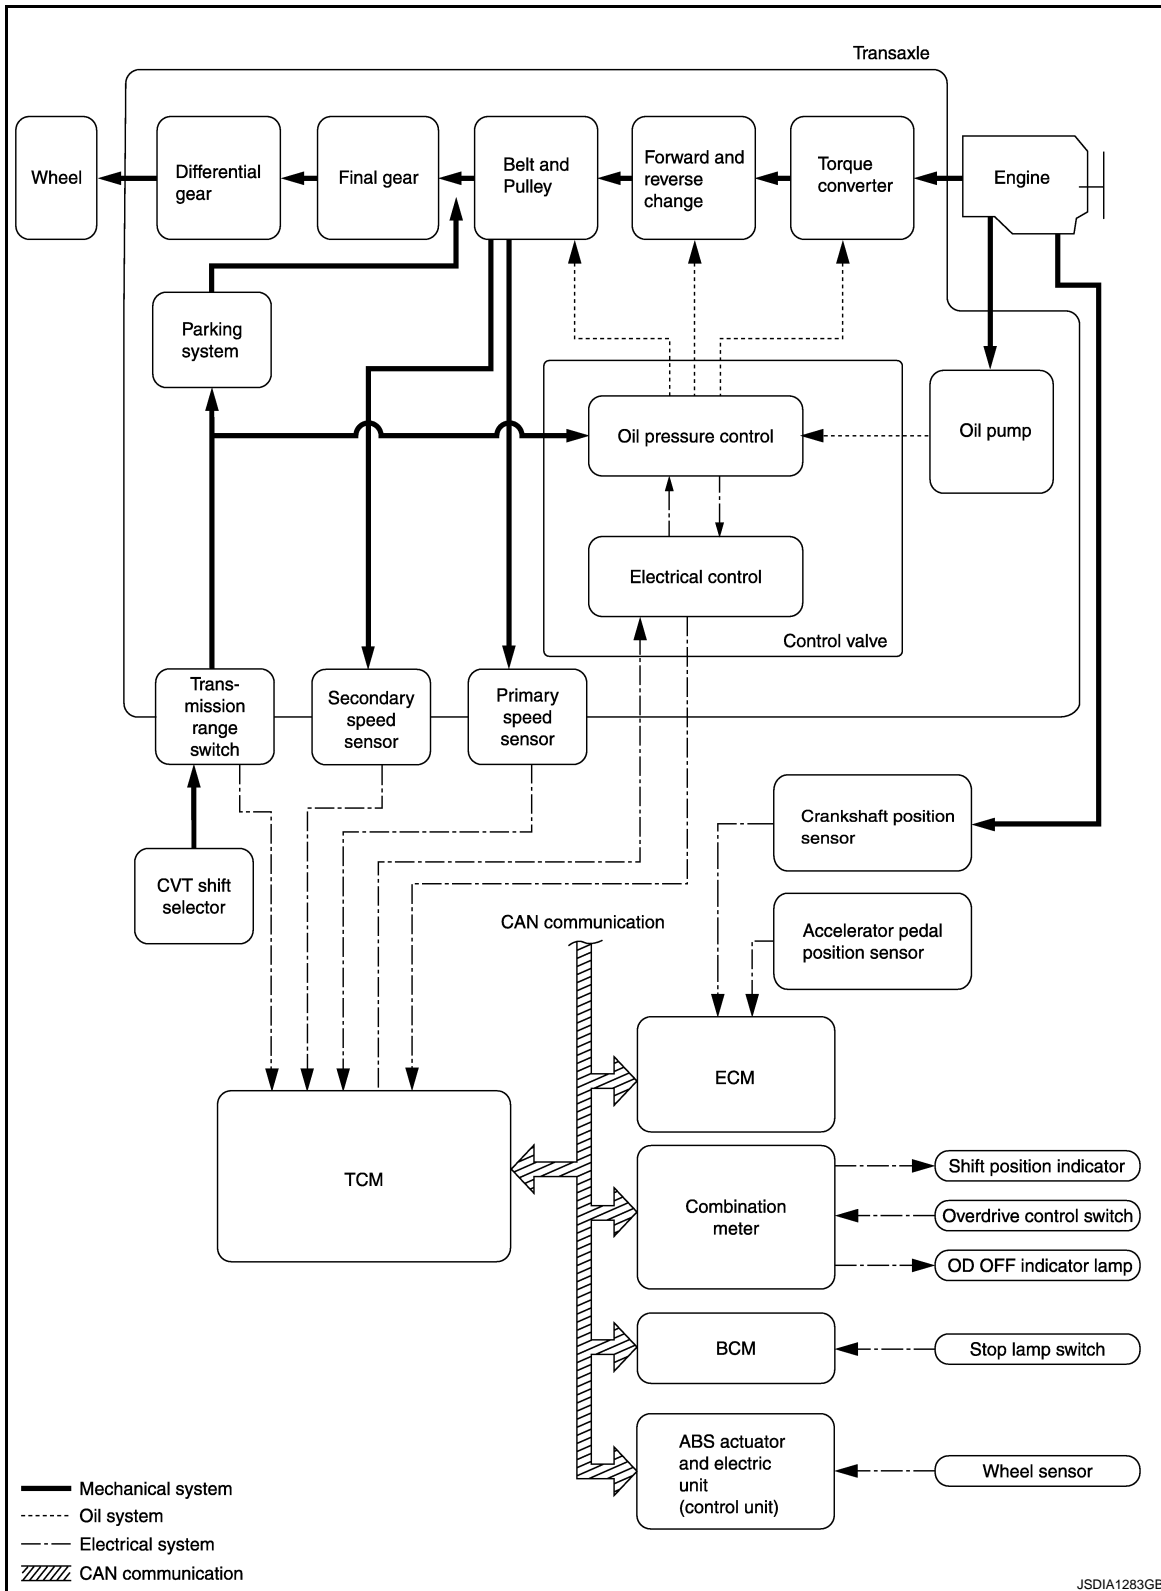 Transaxle
Wheel
Differential
gear
Final gear
Belt and
Pulley
Forward and
reverse
change
Torque
converter
Engine
Parking
system
Oil pressure control
Oil pump
Electrical control
Control valve
Trans-
mission
range
switch
Secondary
speed
sensor
Primary
speed
sensor
Crankshaft position
sensor
CVT shift
selector
CAN communication
Accelerator pedal
position sensor
ECM
TCM
Combination
meter
Shift position indicator
Overdrive control switch
OD OFF indicator lamp
BCM
Stop lamp switch
ABS actuator
and electric
unit
(control unit)
Wheel sensor
Mechanical system
Oil system
Electrical system
CAN communication